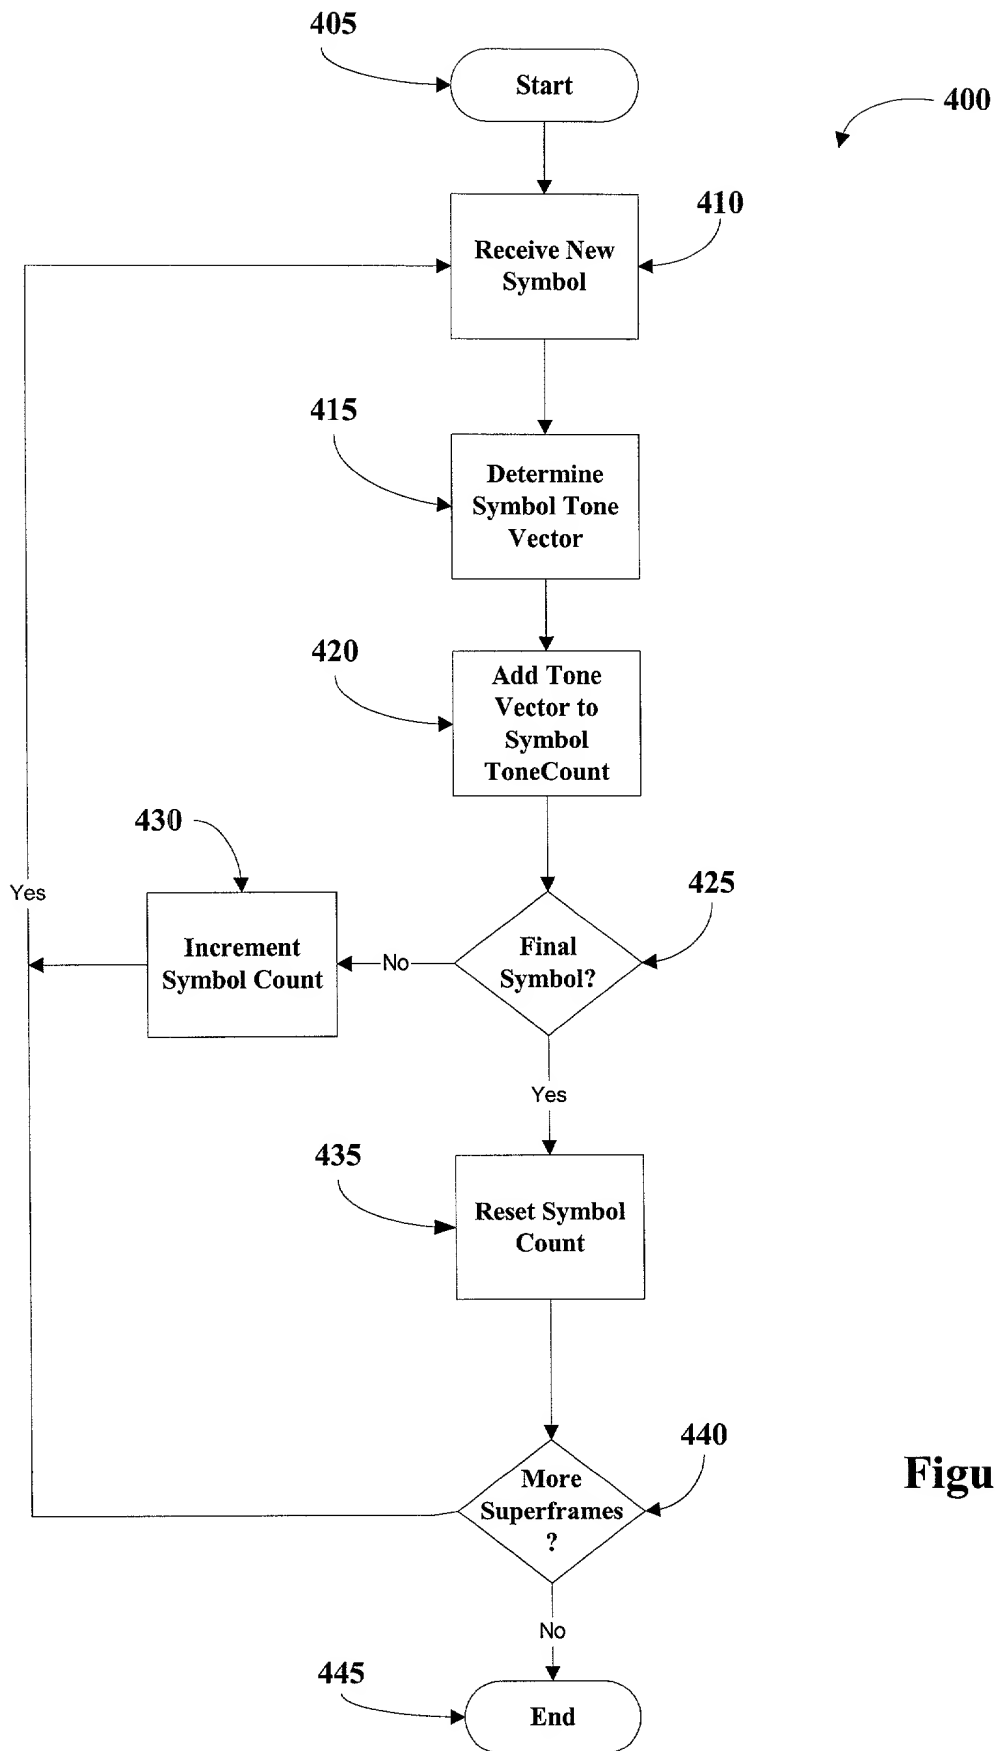 405
Start
400
410
Receive New
Symbol
415
Determine
Symbol Tone
Vector
420
Add Tone
Vector to
Symbol
ToneCount
430
425
Yes
Increment
Symbol Count
No
Final
Symbol?
Yes
435
Reset Symbol
Count
440
More
Superframes
?
Figu
No
445
End